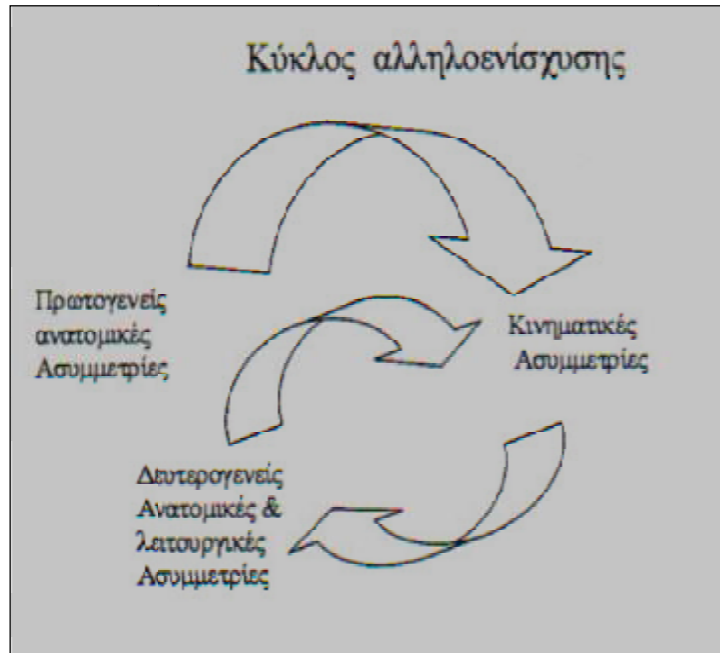 Κύκλος αλληλοενίσχυσης
Πρωτογενείς
ανατομικές
Ασυμμετρίες
Κινηματικές
Ασυμμετρίες
Δευτερογενείς
Ανατομικές &
λειτουργικές
Ασυμμετρίες